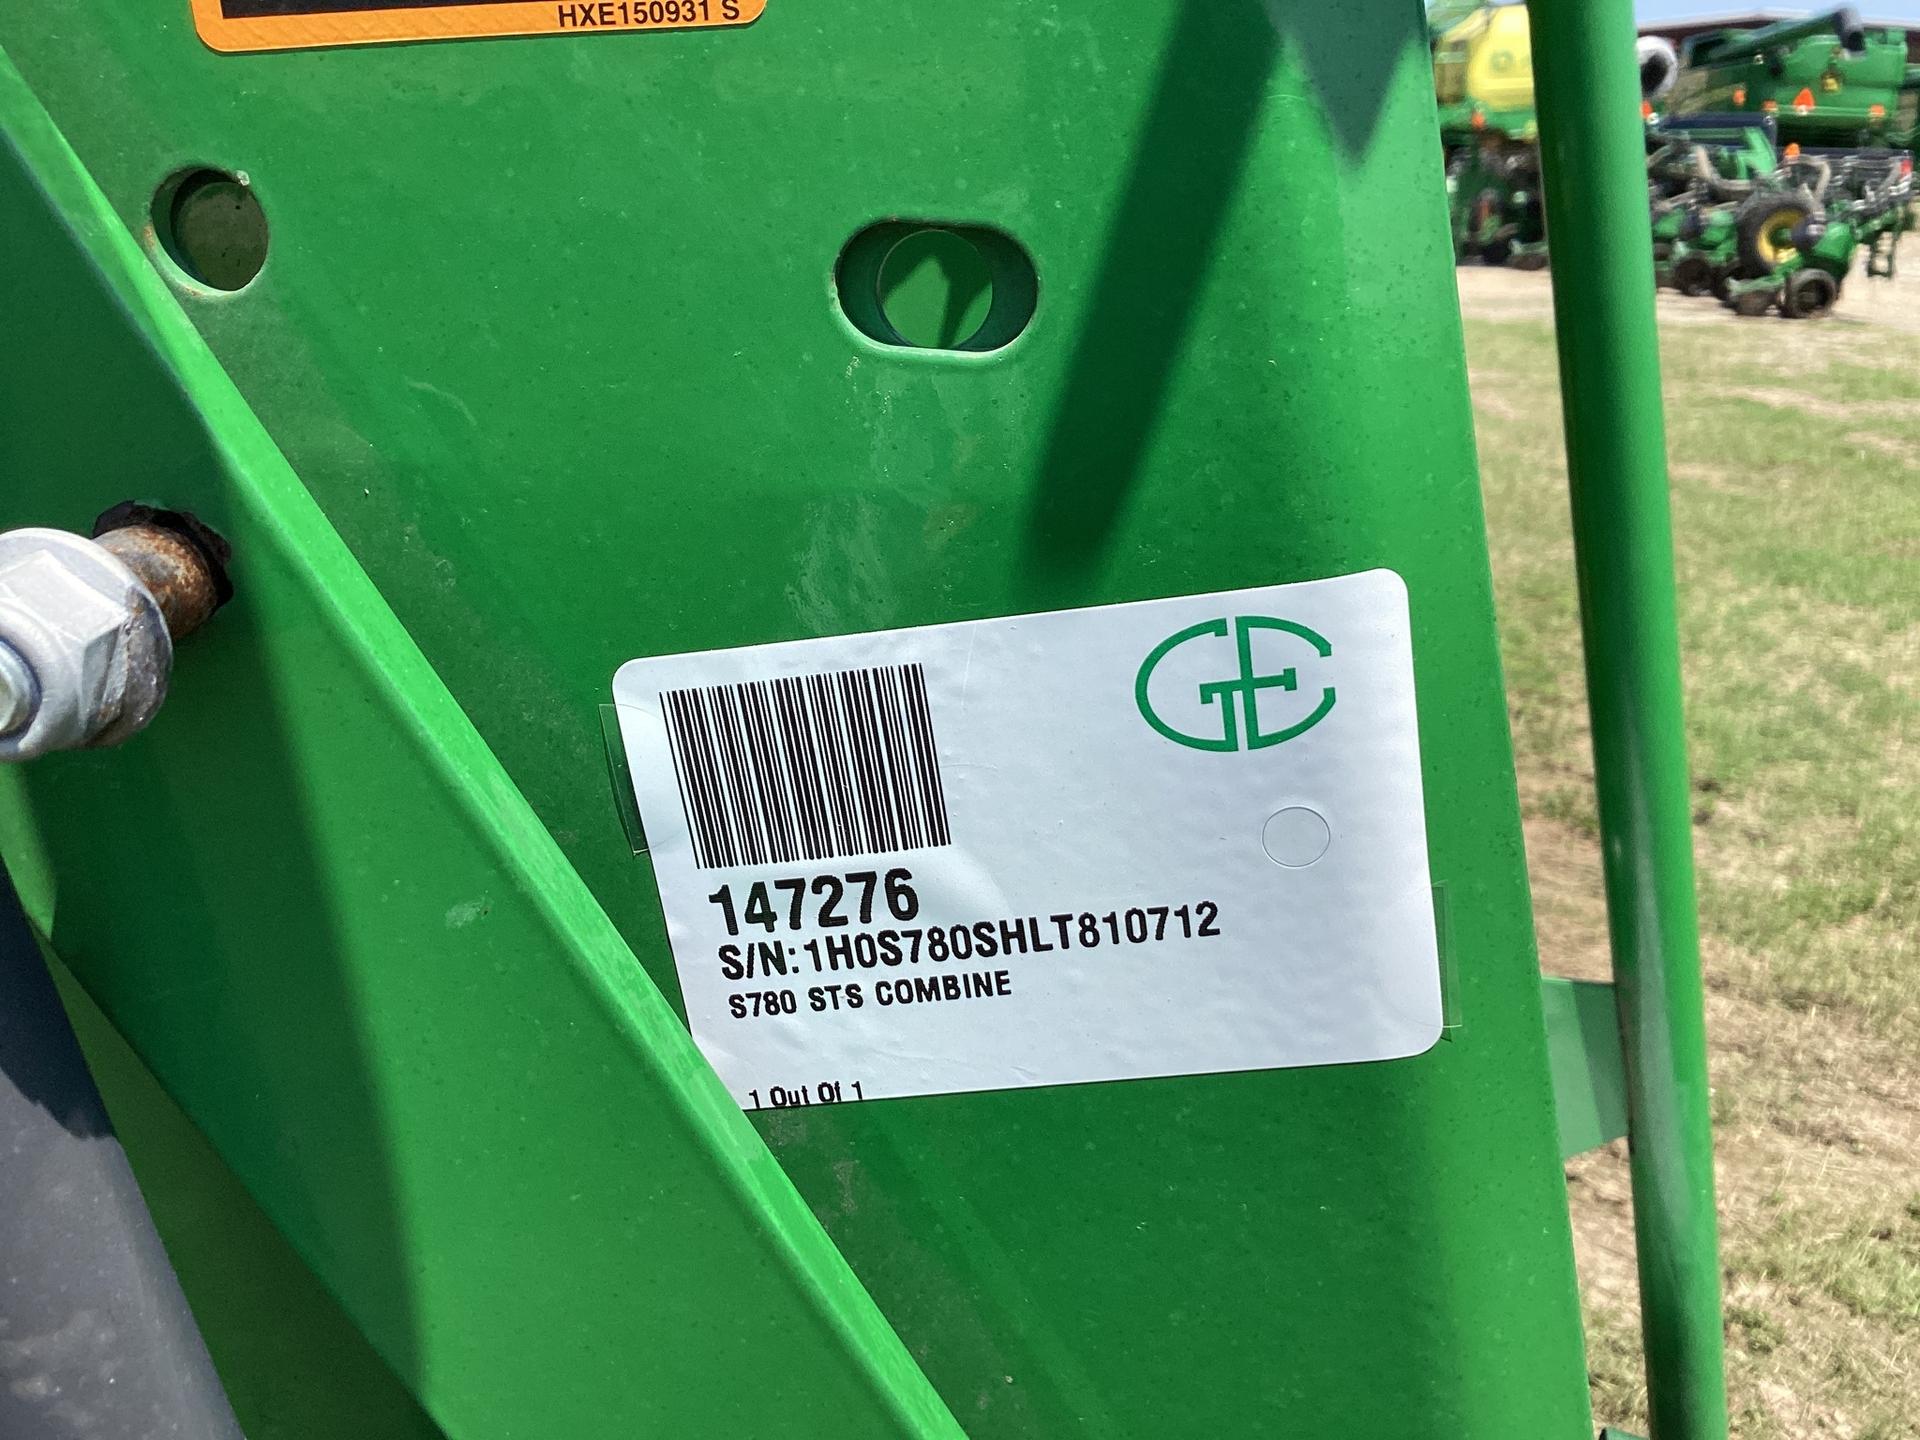 HXE150931 S
GE
147276
S/N: 1H0S780SHLT810712
S780 STS COMBINE
1 Out Of 1